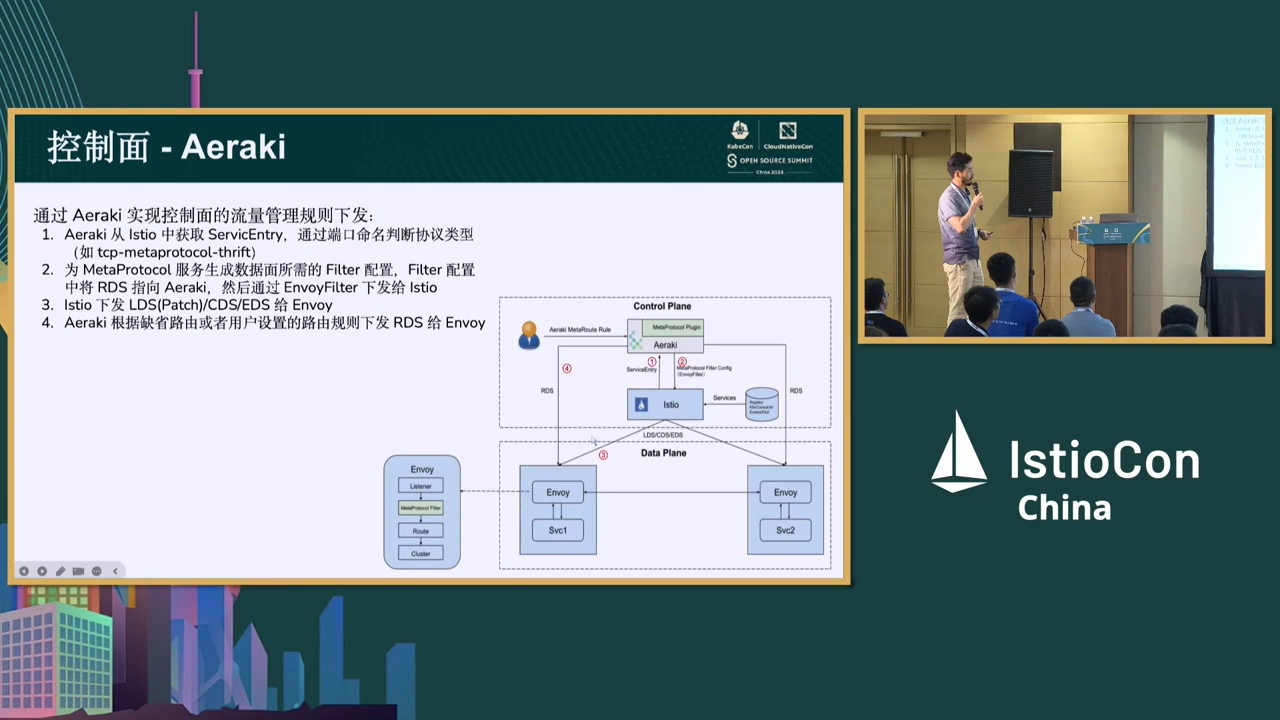 控制面 - Aeraki
KubeCon
CloudNativeCon
OPEN SOURCE SUMMIT
China 2023
通过 Aeraki 实现控制面的流量管理规则下发：
1. Aeraki 从 Istio 中获取 ServicEntry，通过端口命名判断协议类型
（如 tcp-metaprotocol-thrift）
2. 为 MetaProtocol 服务生成数据面所需的 Filter 配置，Filter 配置
中将 RDS 指向 Aeraki，然后通过 EnvoyFilter 下发给 Istio
3. Istio 下发 LDS(Patch)/CDS/EDS 给 Envoy
4. Aeraki 根据缺省路由或者用户设置的路由规则下发 RDS 给 Envoy
Control Plane
Aeraki MetaRoute Rule
MetaProtocol Plugin
Aeraki
④
①
②
ServiceEntry
MetaProtocol Filter Config
(EnvoyFilter)
RDS
RDS
Istio
Services
LDS/CDS/EDS
③
Data Plane
Envoy
Listener
MetaProtocol Filter
Route
Cluster
Envoy
Svc1
Envoy
Svc2
IstioCon
China